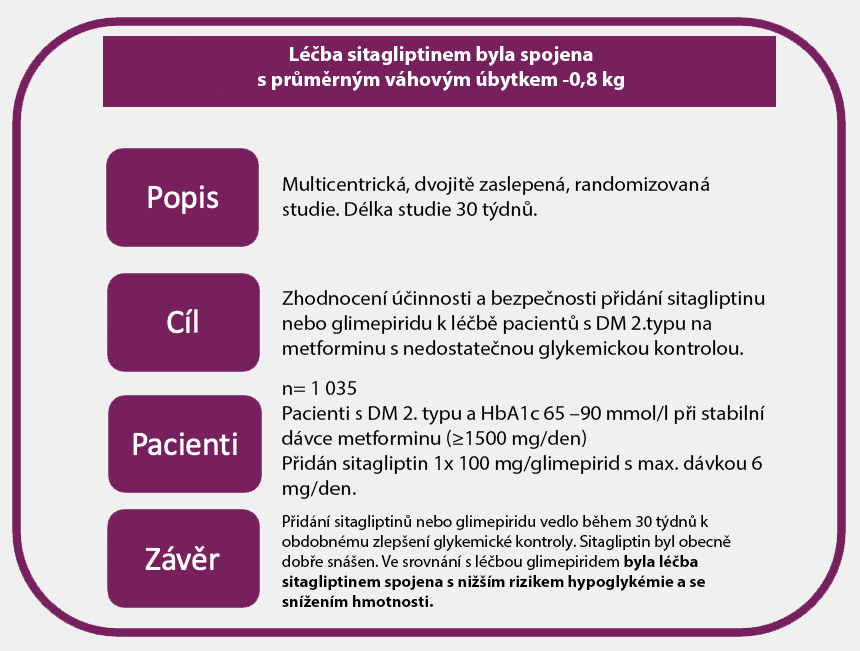 Léčba sitagliptinem byla spojena
s průměrným váhovým úbytkem -0,8 kg
Popis
Multicentrická, dvojitě zaslepená, randomizovaná
studie. Délka studie 30 týdnů.
Cíl
Zhodnocení účinnosti a bezpečnosti přidání sitagliptinu
nebo glimepiridu k léčbě pacientů s DM 2.typu na
metforminu s nedostatečnou glykemickou kontrolou.
Pacienti
n= 1 035
Pacienti s DM 2. typu a HbA1c 65 –90 mmol/l při stabilní
dávce metforminu (≥1500 mg/den)
Přidán sitagliptin 1x 100 mg/glimepirid s max. dávkou 6
mg/den.
Závěr
Přidání sitagliptinů nebo glimepiridu vedlo během 30 týdnů k
obdobnému zlepšení glykemické kontroly. Sitagliptin byl obecně
dobře snášen. Ve srovnání s léčbou glimepiridem byla léčba
sitagliptinem spojena s nižším rizikem hypoglykémie a se
snížením hmotnosti.